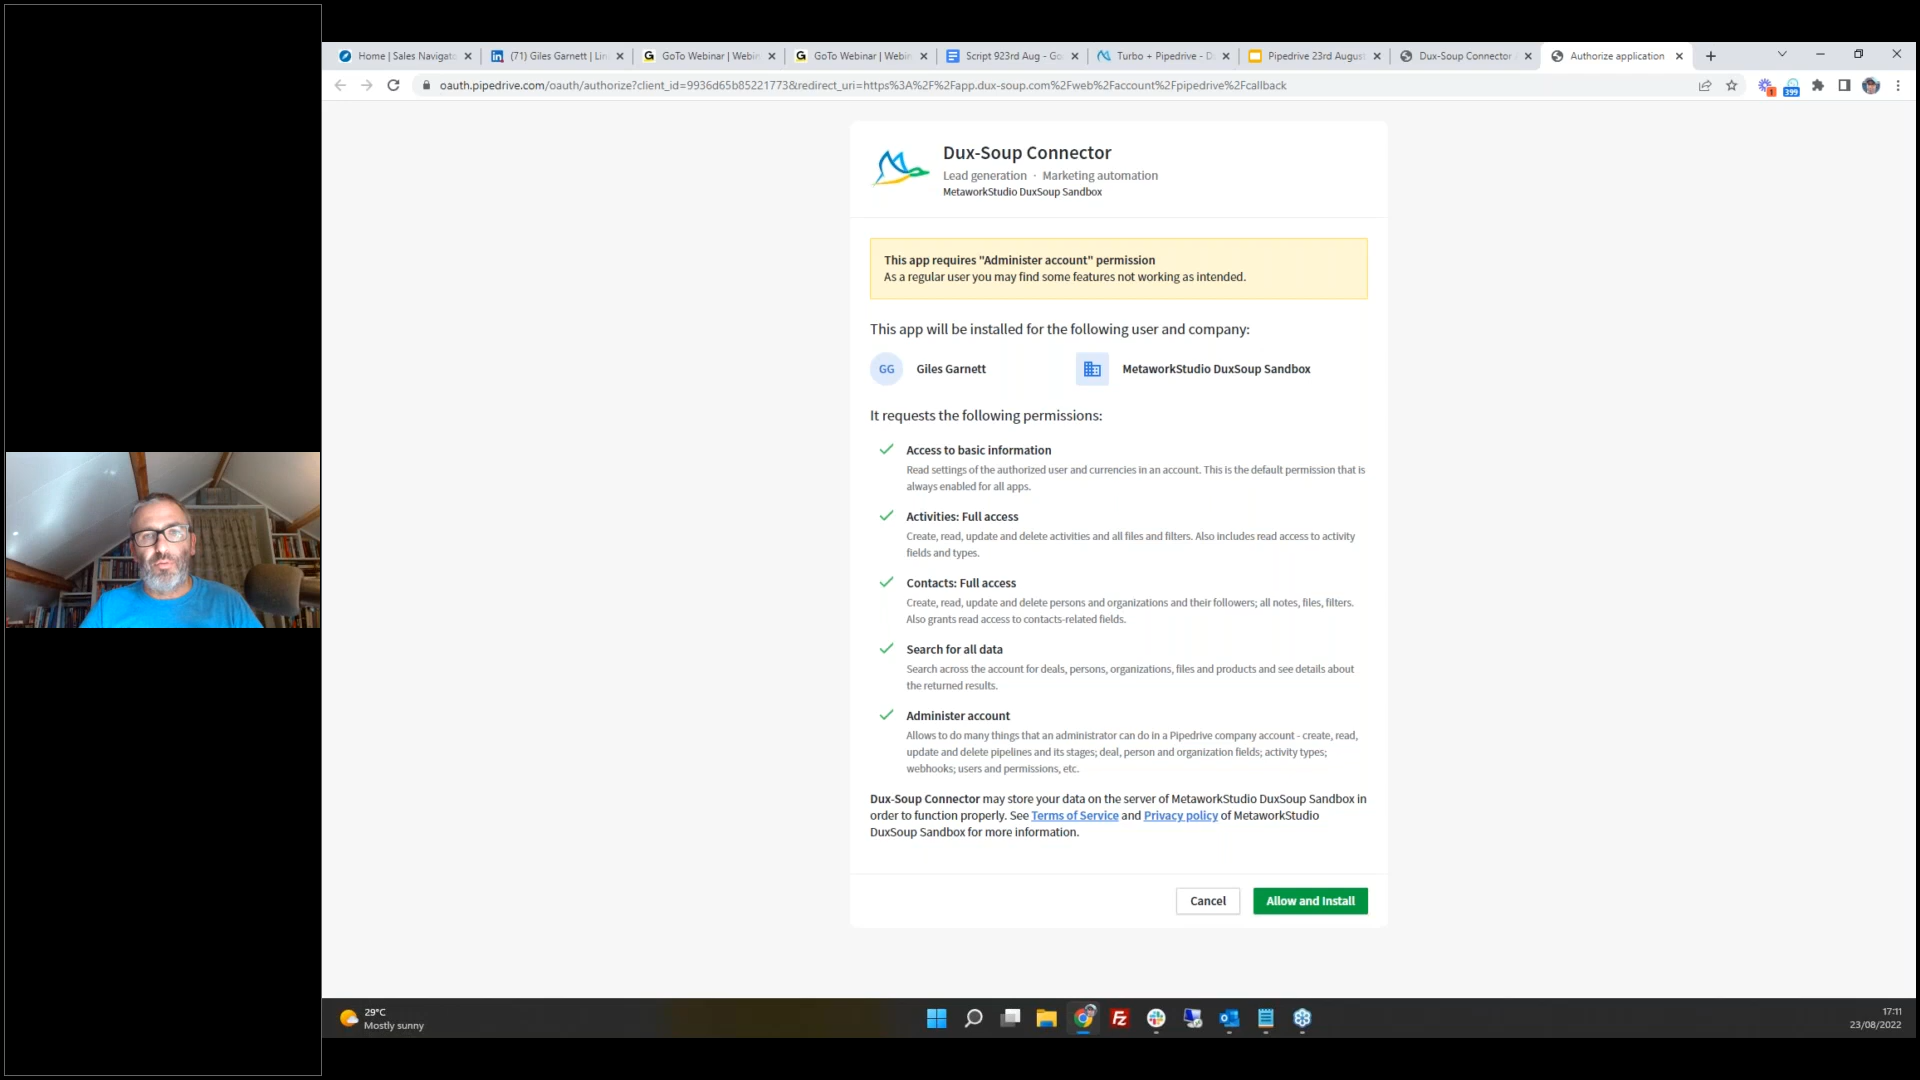 Home | Sales Navigat
(71) Giles Garnett | Lin
GoTo Webinar | Webin
GoTo Webinar | Webin
Script 923rd Aug - Go
Turbo + Pipedrive - D
Pipedrive 23rd August
Dux-Soup Connector
Authorize application
oauth.pipedrive.com/oauth/authorize?client_id=9936d65b85221773&redirect_uri=https%3A%2F%2Fapp.dux-soup.com%2Fweb%2Faccount%2Fpipedrive%2Fcallback
1
399
Dux-Soup Connector
Lead generation · Marketing automation
MetaworkStudio DuxSoup Sandbox
This app requires "Administer account" permission
As a regular user you may find some features not working as intended.
This app will be installed for the following user and company:
GG Giles Garnett
MetaworkStudio DuxSoup Sandbox
It requests the following permissions:
Access to basic information
Read settings of the authorized user and currencies in an account. This is the default permission that is
always enabled for all apps.
Activities: Full access
Create, read, update and delete activities and all files and filters. Also includes read access to activity
fields and types.
Contacts: Full access
Create, read, update and delete persons and organizations and their followers; all notes, files, filters.
Also grants read access to contacts-related fields.
Search for all data
Search across the account for deals, persons, organizations, files and products and see details about
the returned results.
Administer account
Allows to do many things that an administrator can do in a Pipedrive company account - create, read,
update and delete pipelines and its stages; deal, person and organization fields; activity types;
webhooks; users and permissions, etc.
Dux-Soup Connector may store your data on the server of MetaworkStudio DuxSoup Sandbox in
order to function properly. See Terms of Service and Privacy policy of MetaworkStudio
DuxSoup Sandbox for more information.
Cancel
Allow and Install
29°C
Mostly sunny
17:11
23/08/2022